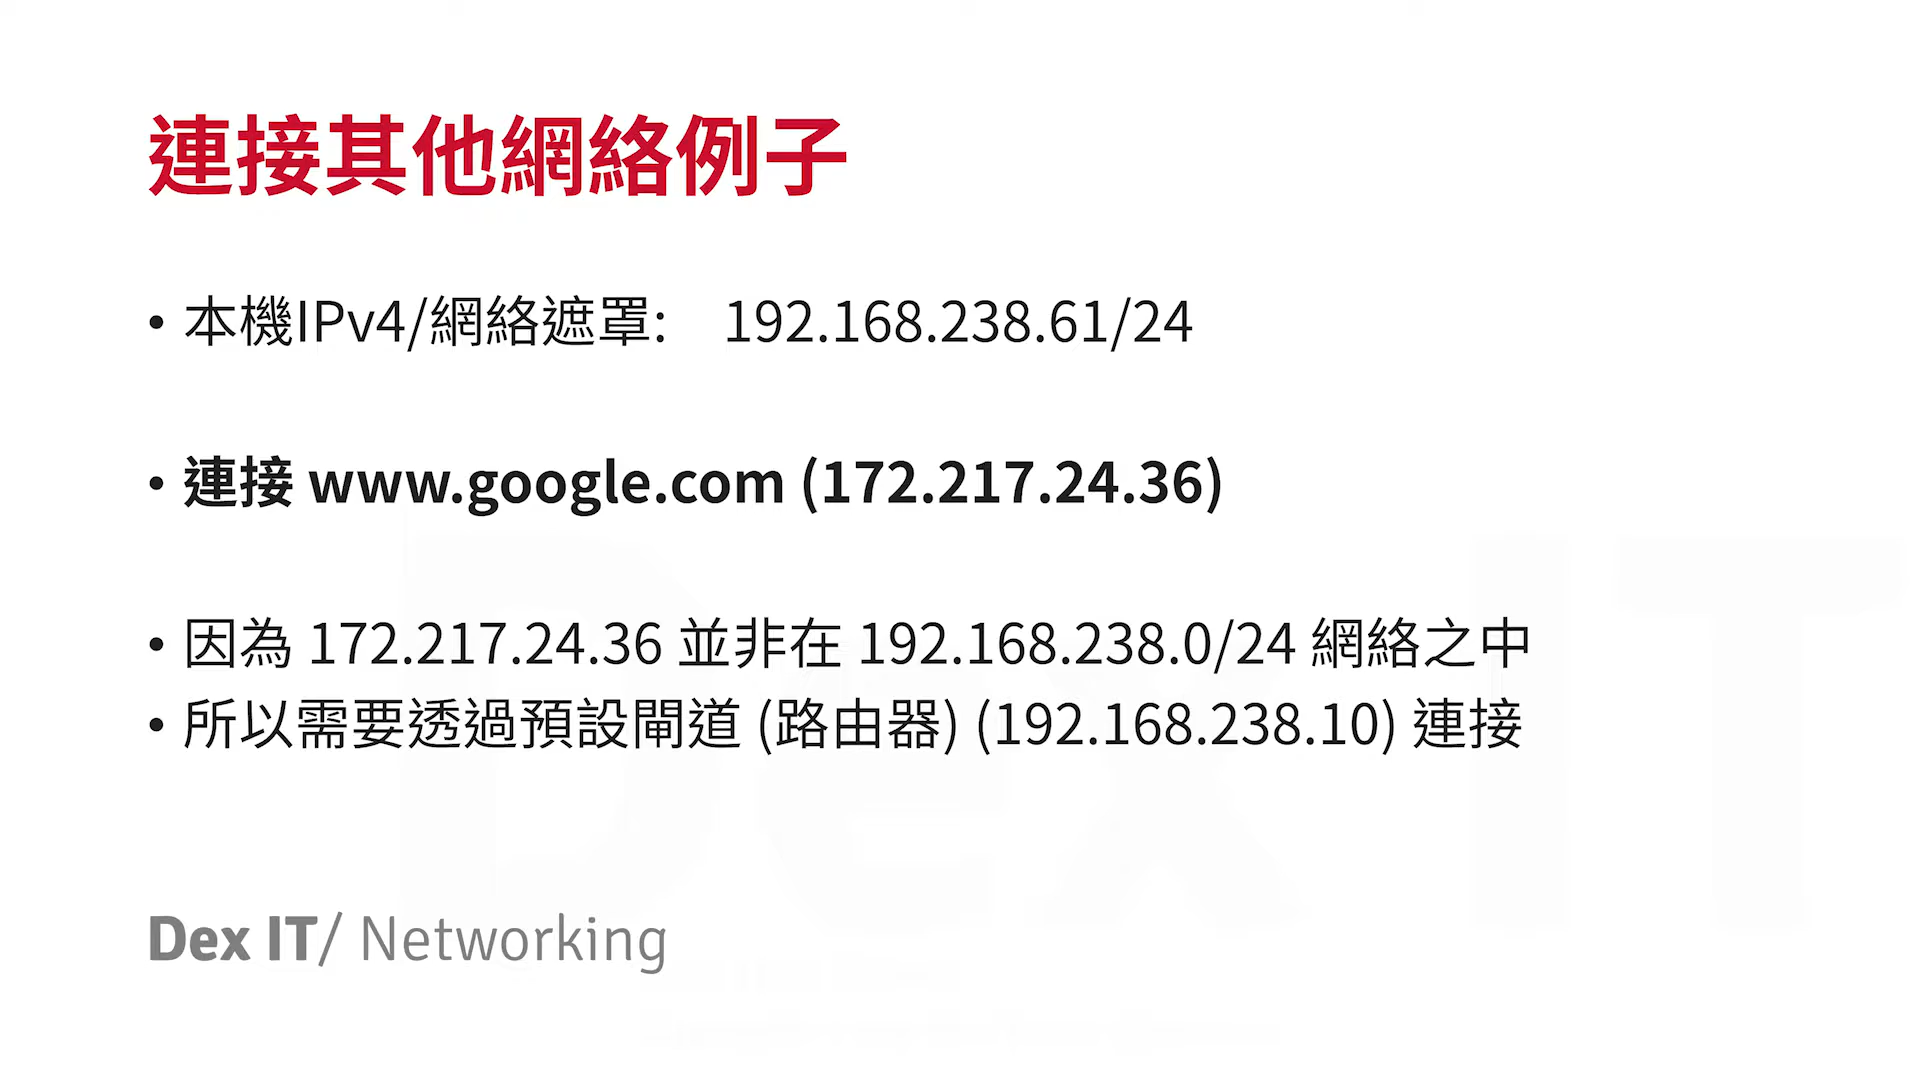 連接其他網絡例子
• 本機IPv4/網絡遮罩: 192.168.238.61/24
• 連接 www.google.com (172.217.24.36)
• 因為 172.217.24.36 並非在 192.168.238.0/24 網絡之中
• 所以需要透過預設閘道 (路由器) (192.168.238.10) 連接
Dex IT/ Networking